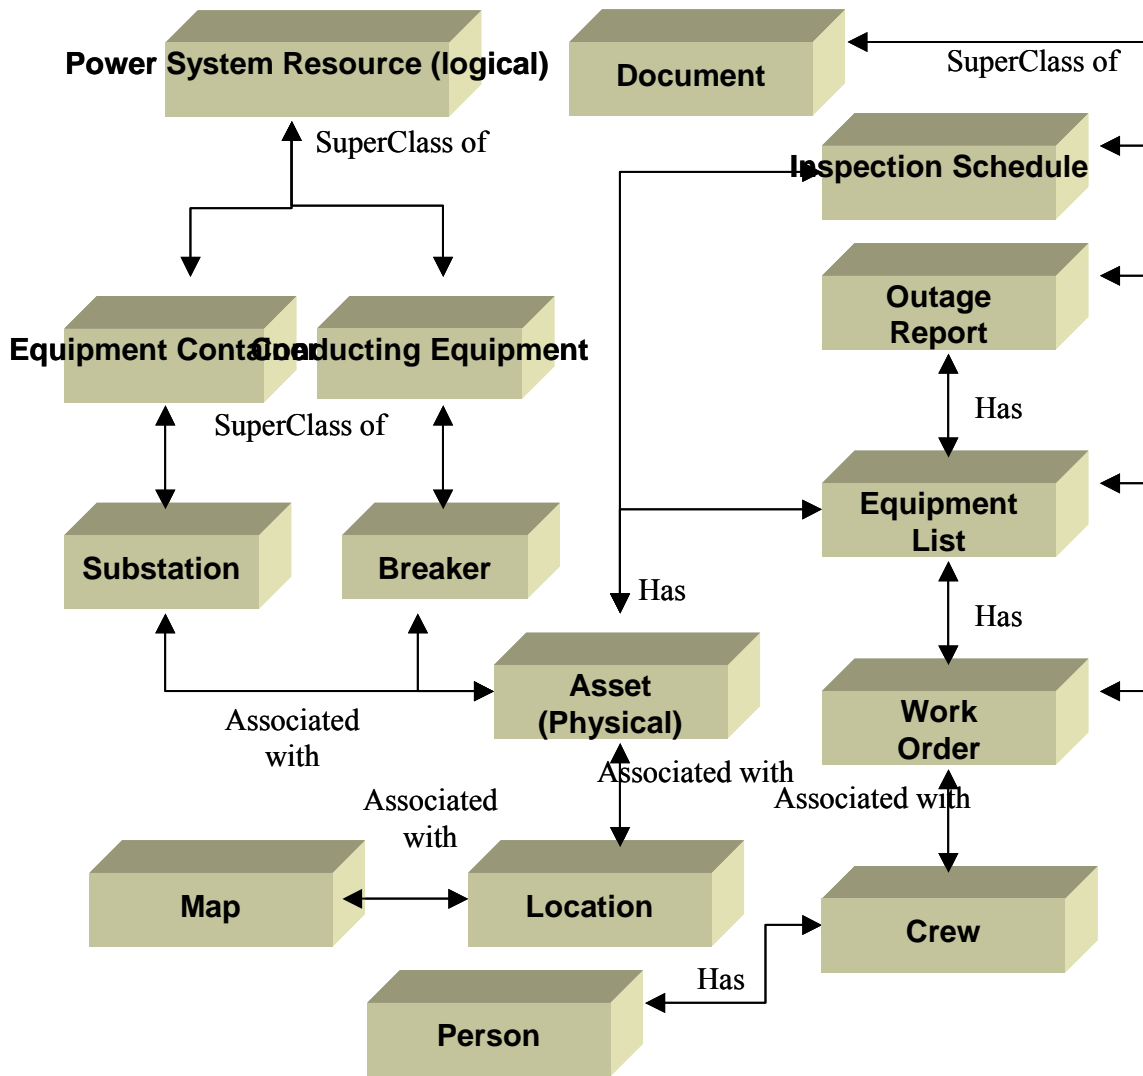 Power System Resource (logical)
Document
SuperClass of
SuperClass of
Inspection Schedule
Outage
Report
Equipment Container
Conducting Equipment
Has
SuperClass of
Equipment
List
Substation
Breaker
Has
Has
Asset
(Physical)
Work
Order
Associated
with
Associated with
Associated with
Associated
with
Map
Location
Crew
Has
Person